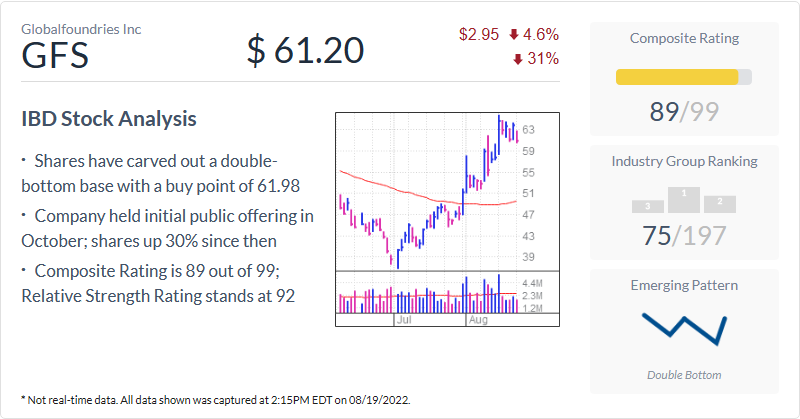 Globalfoundries Inc
GFS
$ 61.20
$2.95 4.6%
31%
IBD Stock Analysis
• Shares have carved out a double-
bottom base with a buy point of 61.98
• Company held initial public offering in
October; shares up 30% since then
• Composite Rating is 89 out of 99;
Relative Strength Rating stands at 92
63
59
55
51
47
43
39
4.4M
2.3M
1.2M
Jul
Aug
Composite Rating
89/99
Industry Group Ranking
3
1
2
75/197
Emerging Pattern
Double Bottom
* Not real-time data. All data shown was captured at 2:15PM EDT on 08/19/2022.